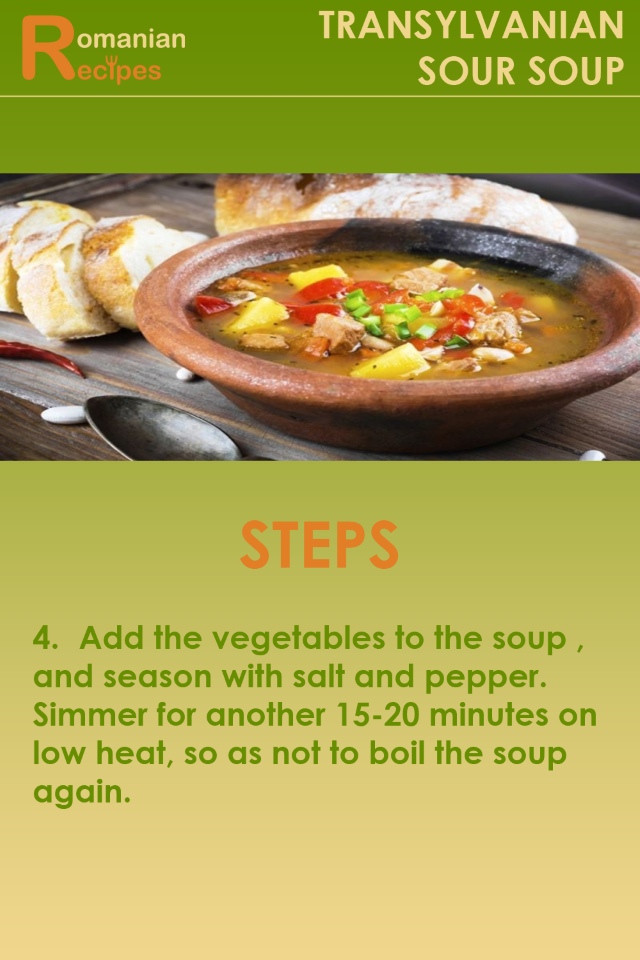 Romanian
Recipes
TRANSYLVANIAN
SOUR SOUP
STEPS
4. Add the vegetables to the soup ,
and season with salt and pepper.
Simmer for another 15-20 minutes on
low heat, so as not to boil the soup
again.